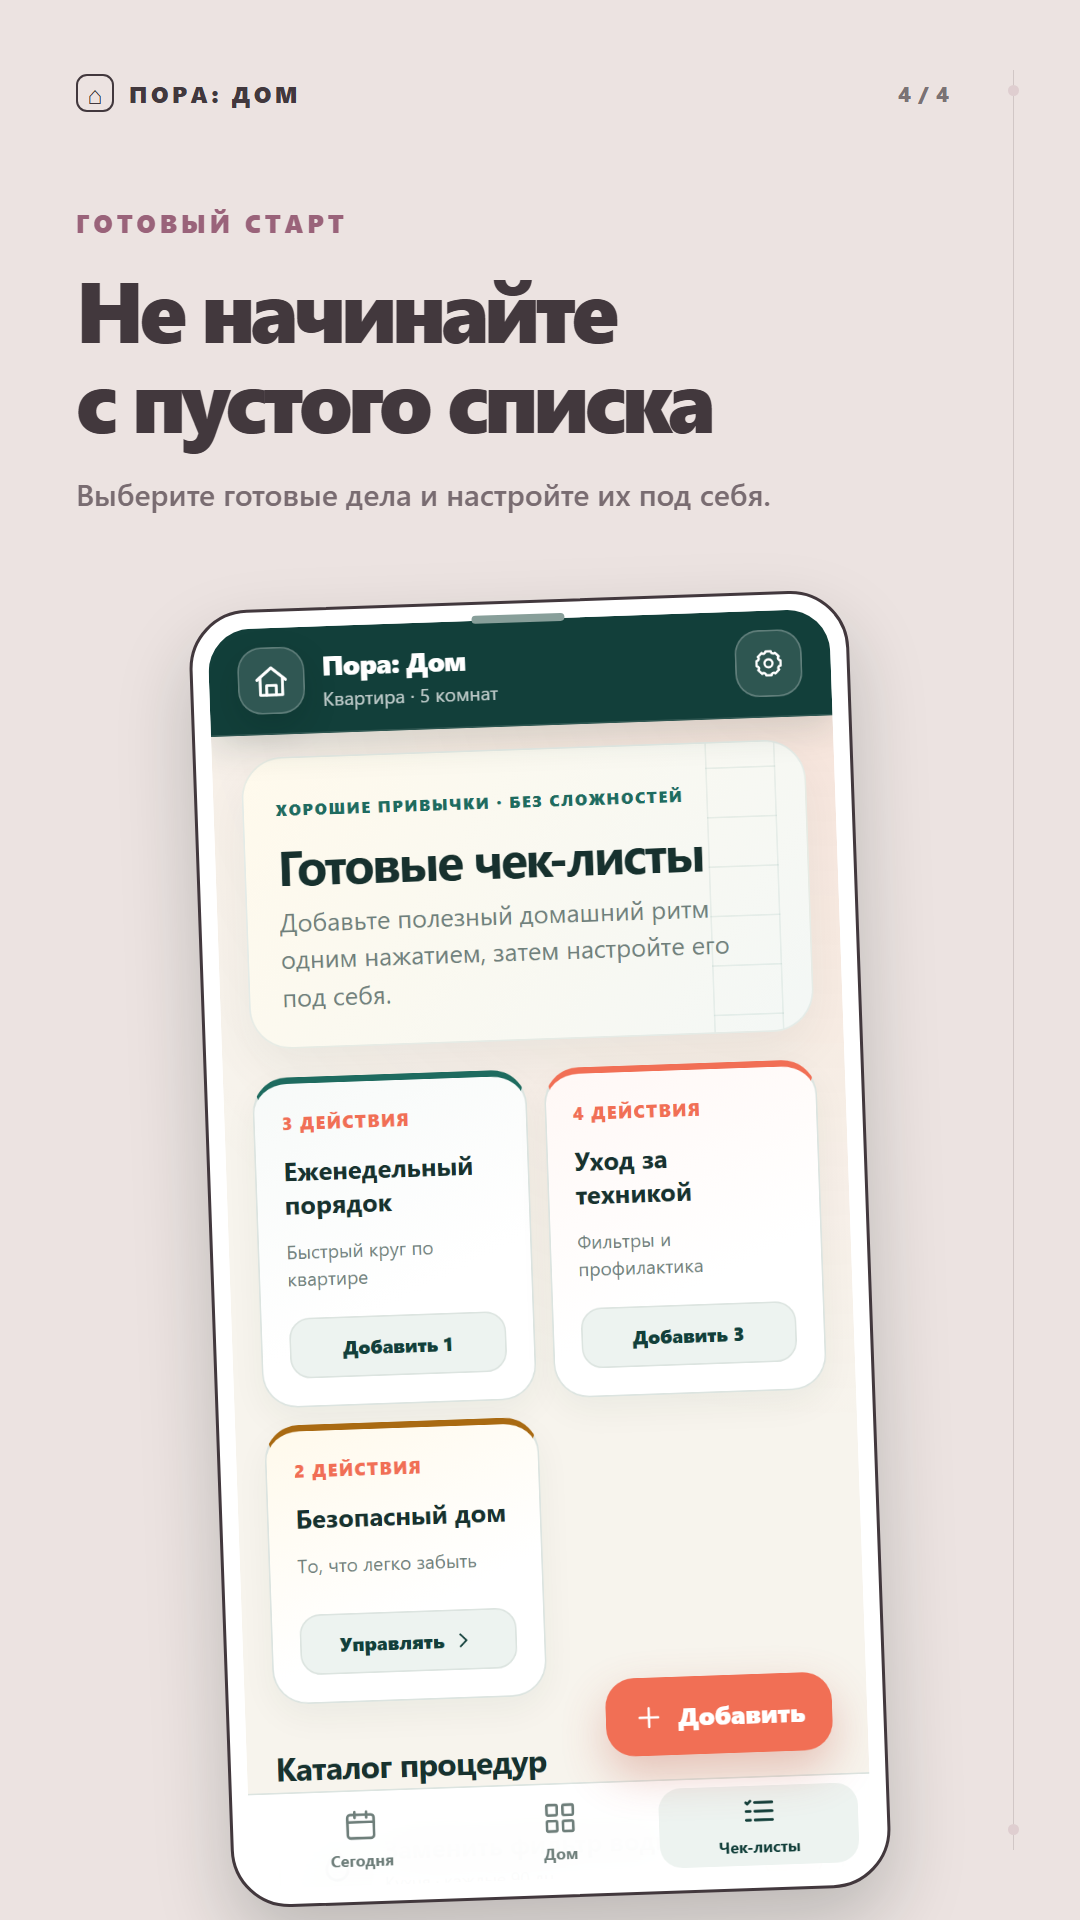 ПОРА: ДОМ
4 / 4
ГОТОВЫЙ СТАРТ
Не начинайте
с пустого списка
Выберите готовые дела и настройте их под себя.
Пора: Дом
Квартира · 5 комнат
ХОРОШИЕ ПРИВЫЧКИ · БЕЗ СЛОЖНОСТЕЙ
Готовые чек-листы
Добавьте полезный домашний ритм
одним нажатием, затем настройте его
под себя.
3 ДЕЙСТВИЯ
Еженедельный
порядок
Быстрый круг по
квартире
Добавить 1
4 ДЕЙСТВИЯ
Уход за
техникой
Фильтры и
профилактика
Добавить 3
2 ДЕЙСТВИЯ
Безопасный дом
То, что легко забыть
Управлять
Добавить
Каталог процедур
Сегодня
Дом
Чек-листы